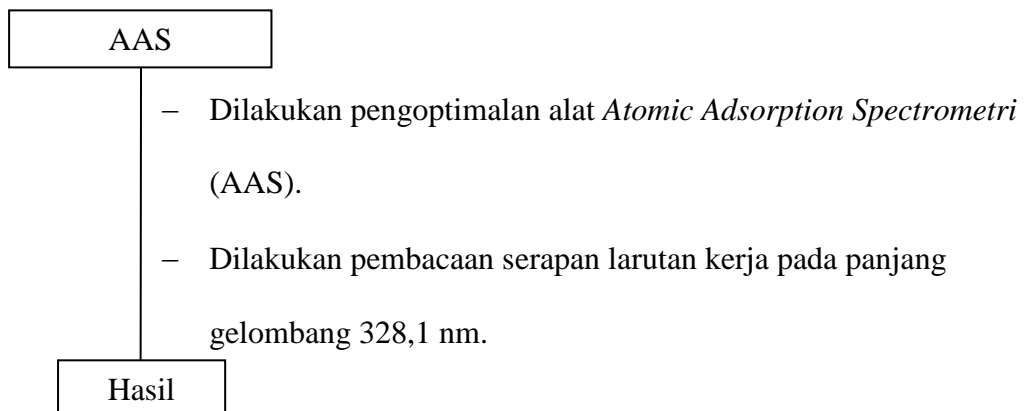 AAS
– Dilakukan pengoptimalan alat Atomic Adsorption Spectrometri
(AAS).
– Dilakukan pembacaan serapan larutan kerja pada panjang
gelombang 328,1 nm.
Hasil